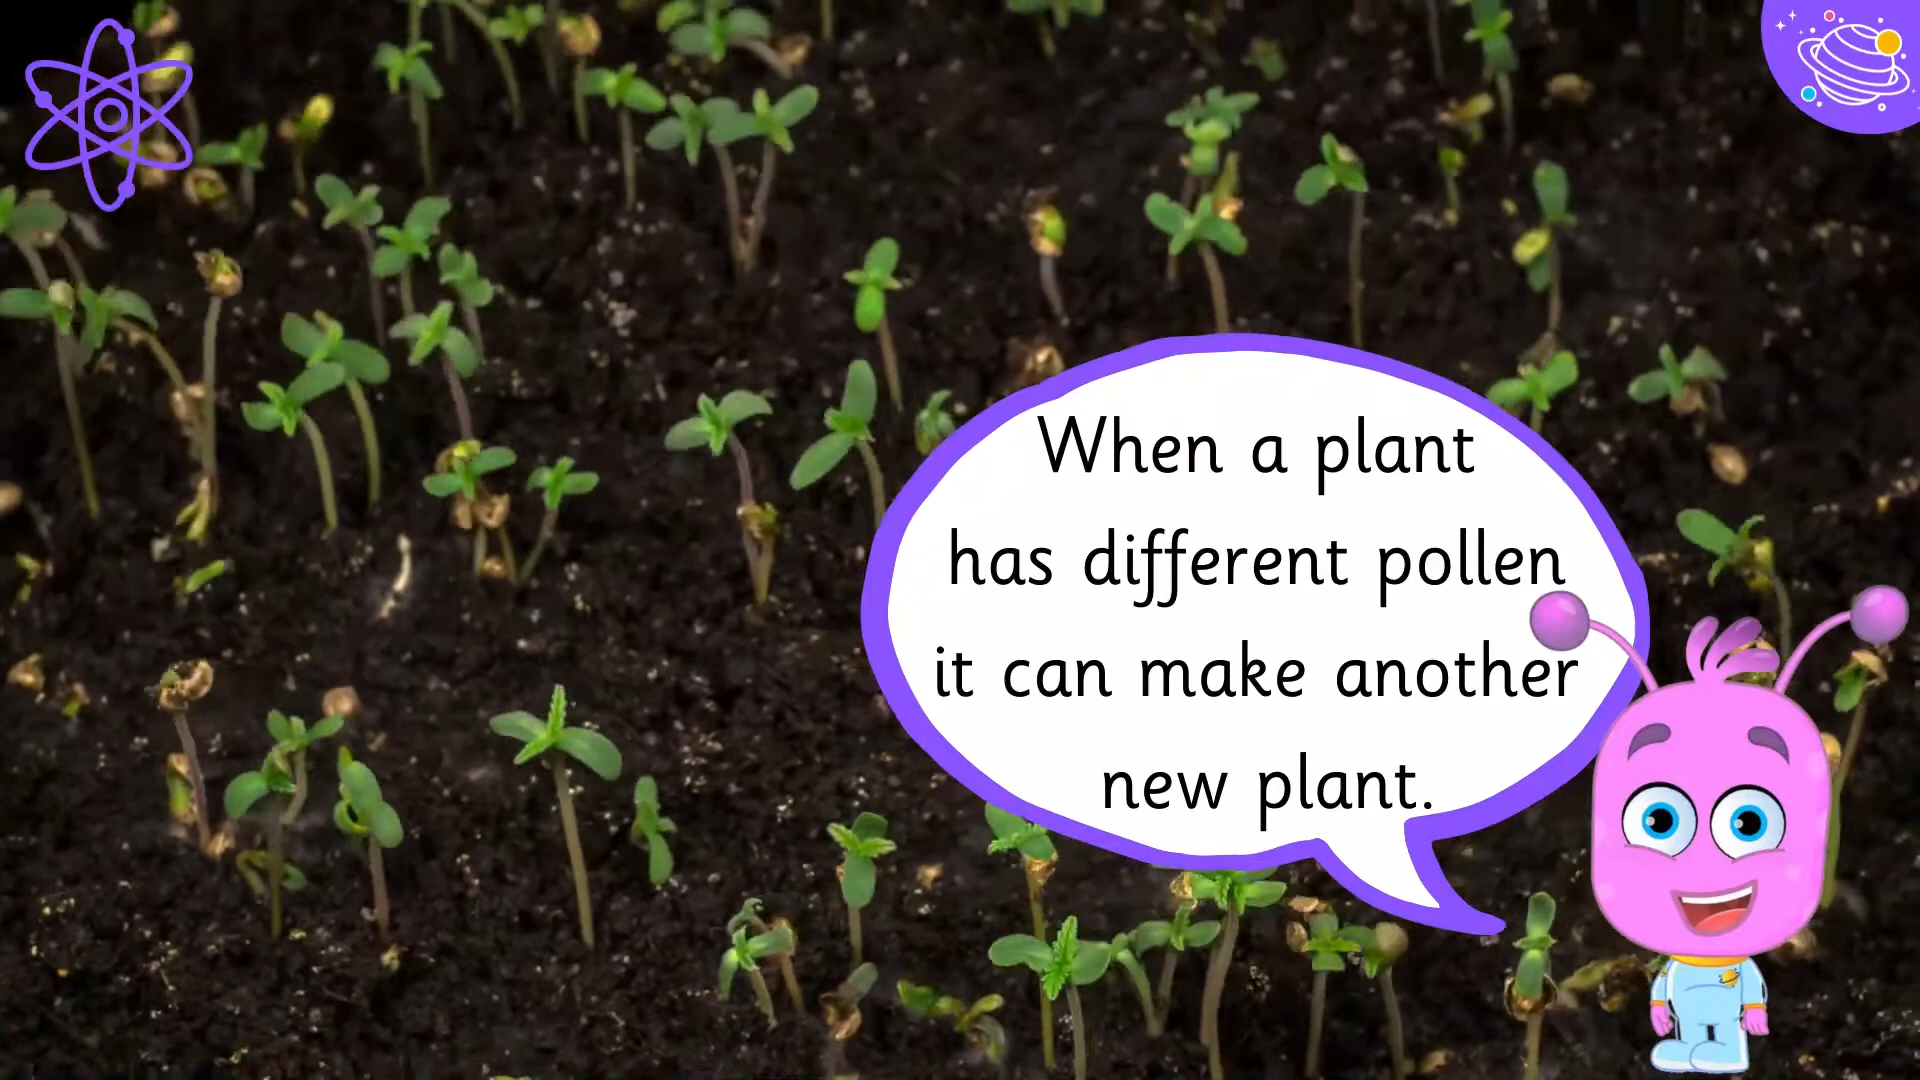 When a plant
has different pollen
it can make another
new plant.